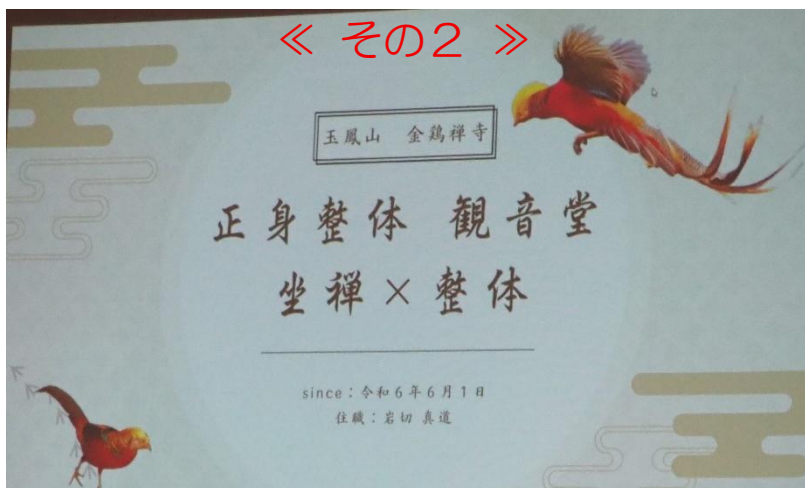 ≪ その２ ≫
玉鳳山 金鶏禅寺
正身整体 観音堂
坐禅×整体
since：令和6年6月1日
住職：岩切 真道